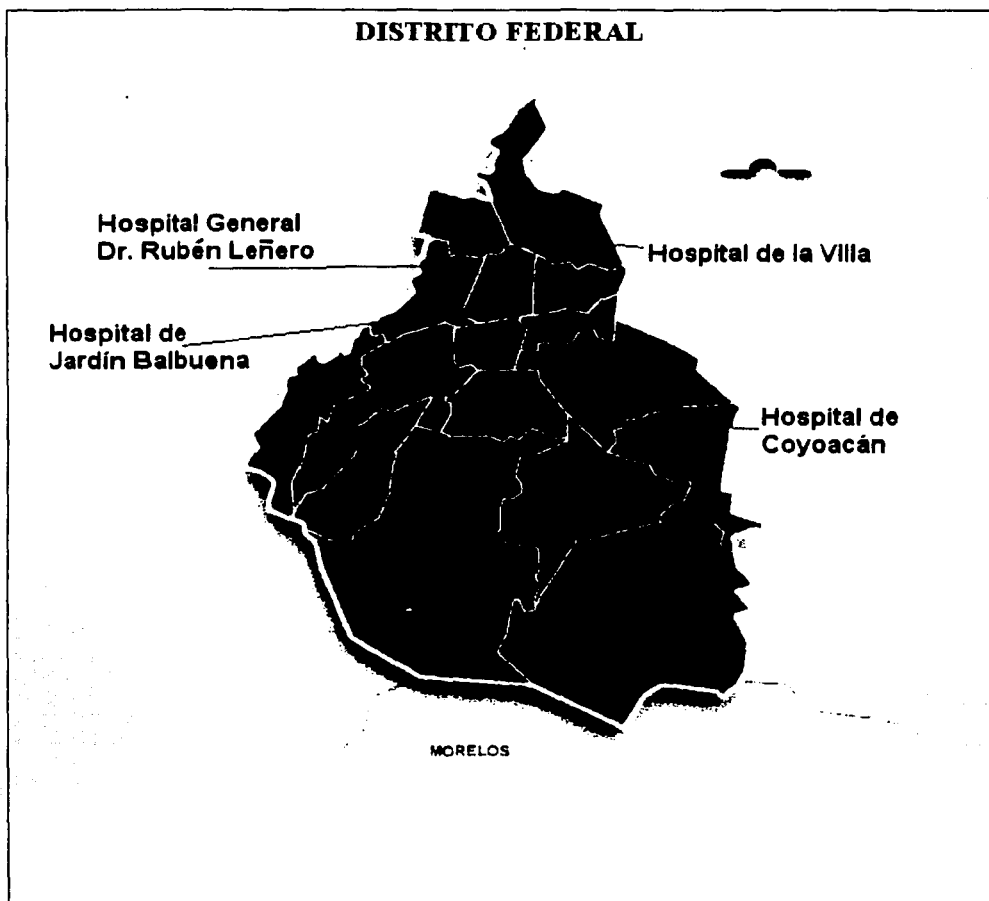 DISTRITO FEDERAL
Hospital General
Dr. Rubén Leñero
Hospital de la Villa
Hospital de
Jardín Balbuena
Hospital de
Coyoacán
MORELOS